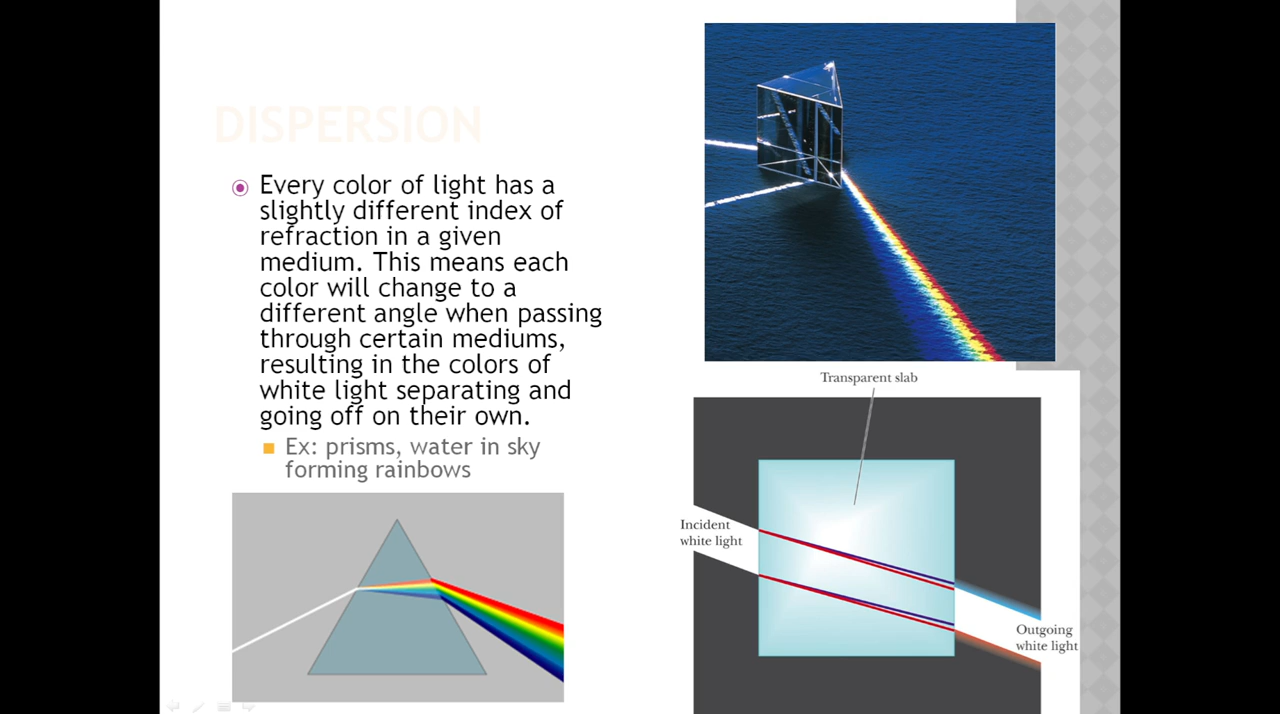 DISPERSION
Every color of light has a
slightly different index of
refraction in a given
medium. This means each
color will change to a
different angle when passing
through certain mediums,
resulting in the colors of
white light separating and
going off on their own.
Ex: prisms, water in sky
forming rainbows
Transparent slab
Incident
white light
Outgoing
white light